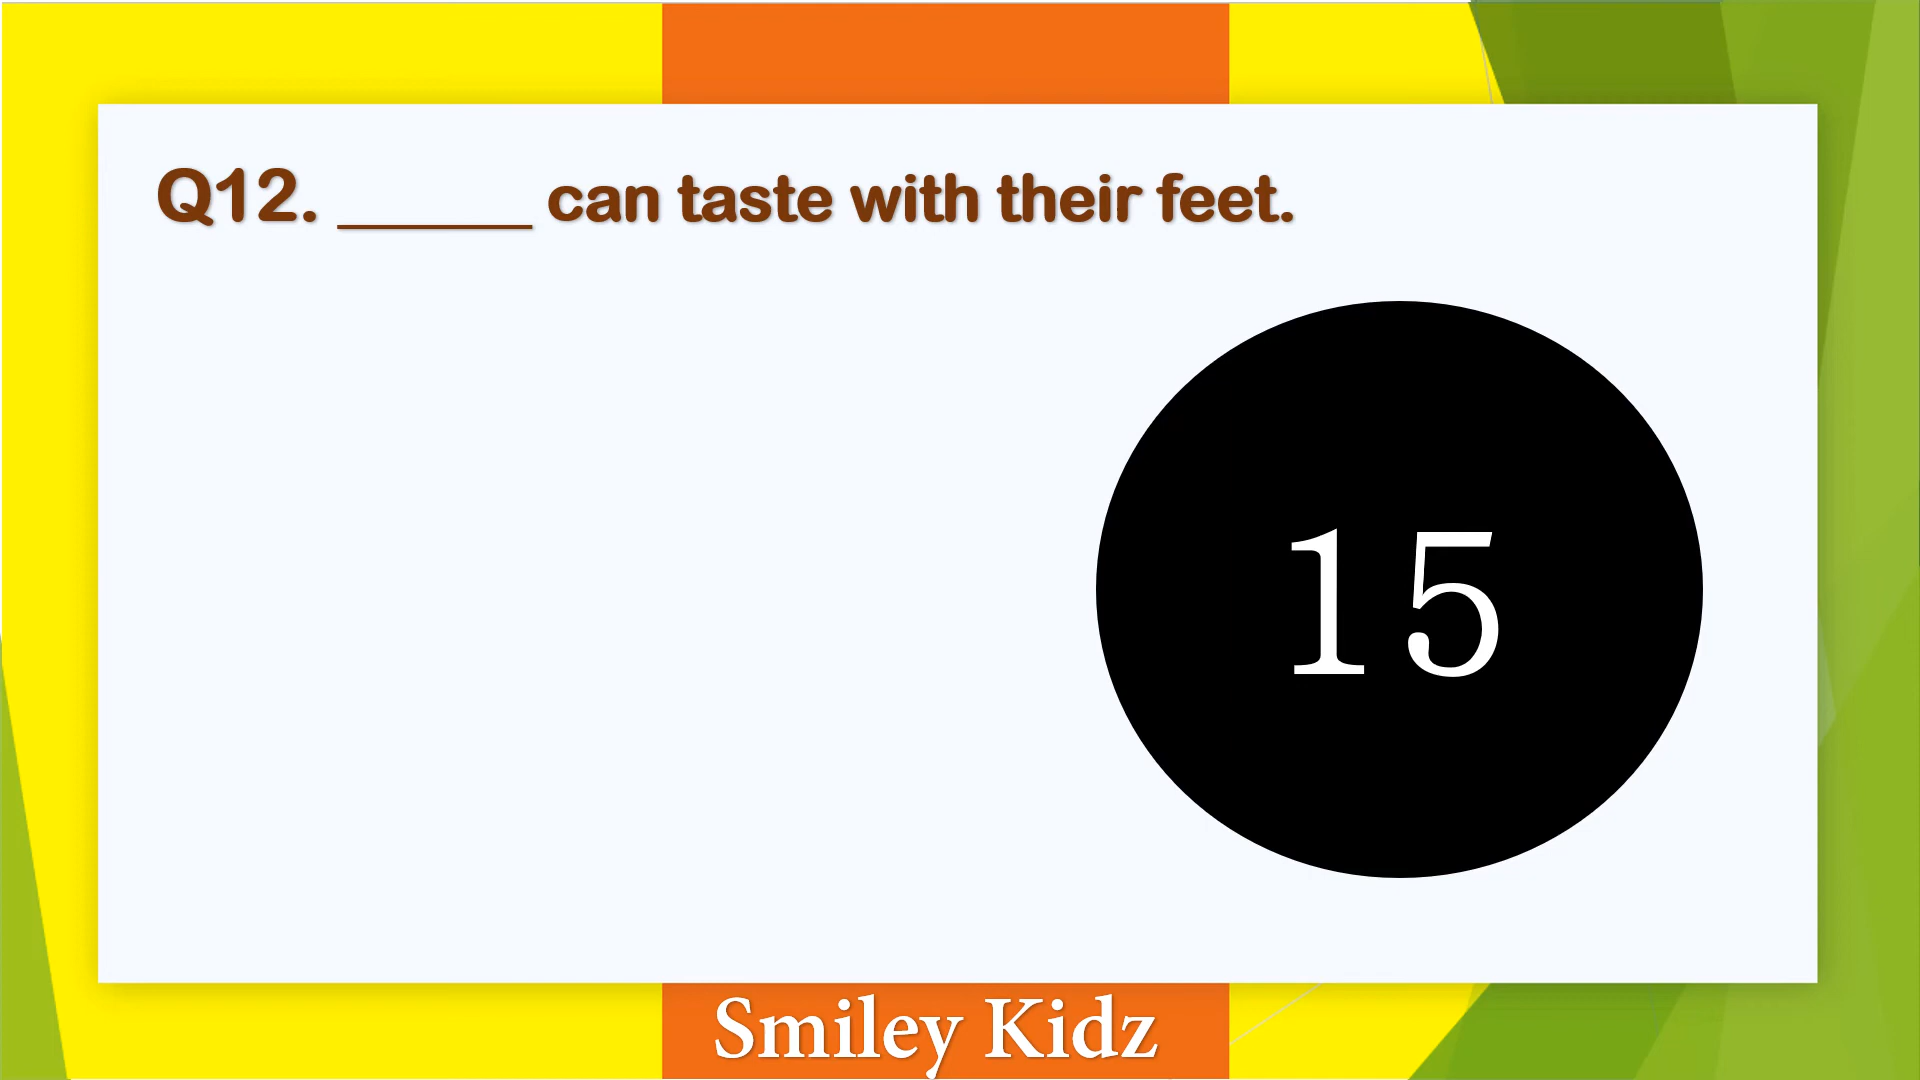 Q12. ______ can taste with their feet.
15
Smiley Kidz